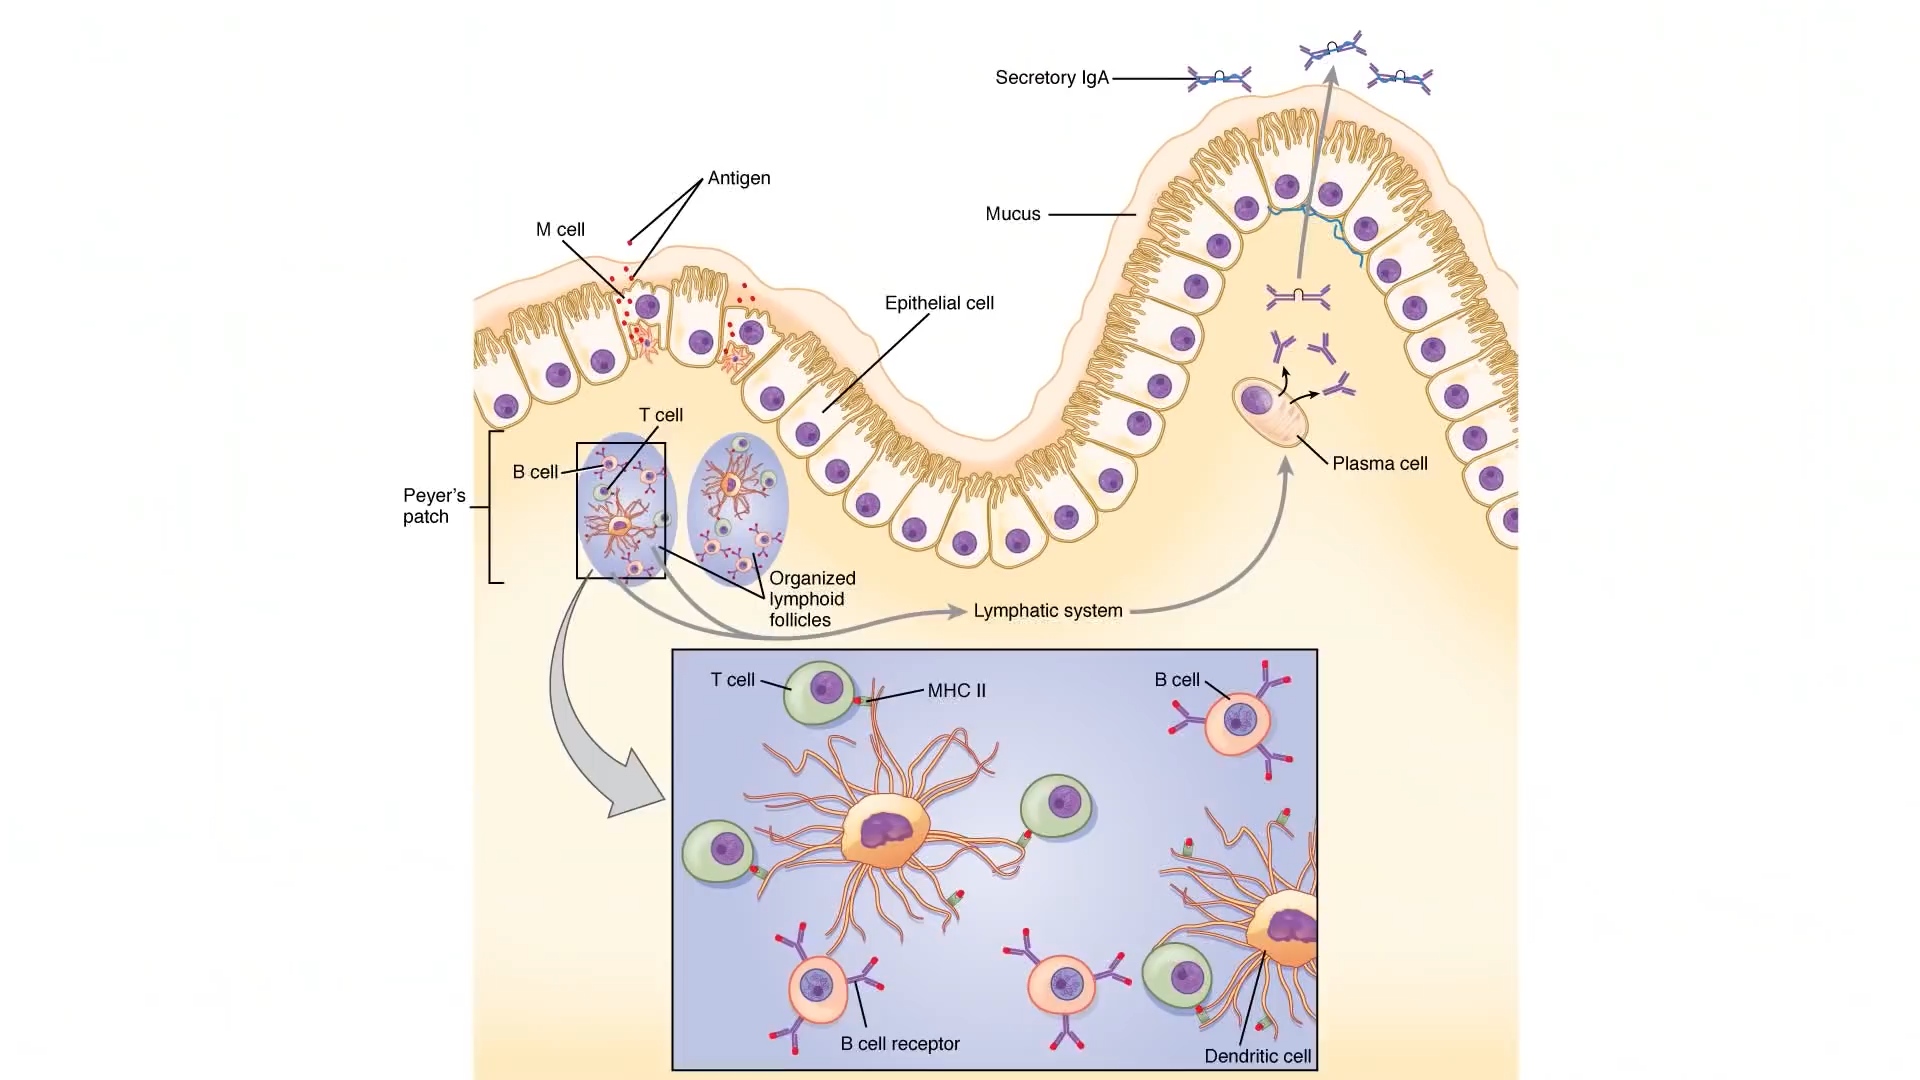 Secretory IgA
Antigen
M cell
Mucus
Epithelial cell
T cell
B cell
Plasma cell
Peyer's
patch
Organized
lymphoid
follicles
Lymphatic system
T cell
MHC II
B cell
B cell receptor
Dendritic cell